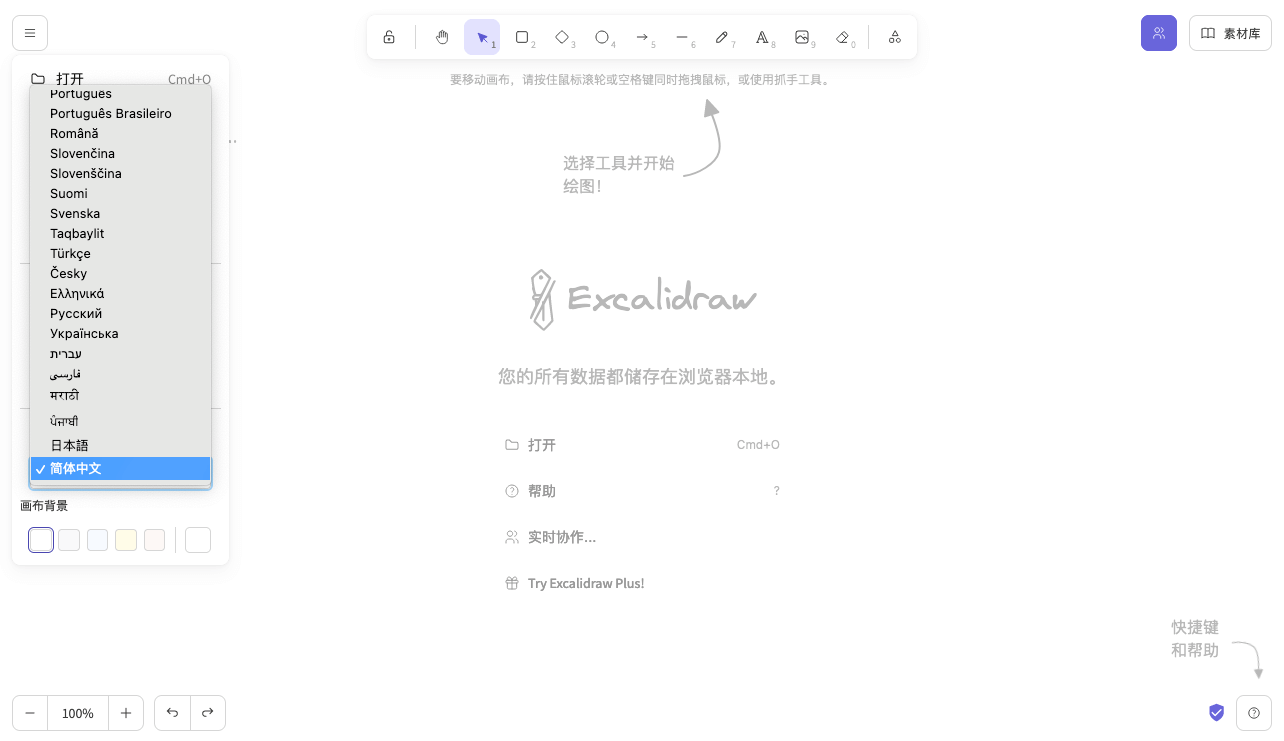 1
2
3
4
5
6
7
8
9
0
素材库
打开
Cmd+O
Português
Português Brasileiro
Română
Slovenčina
Slovenščina
Suomi
Svenska
Taqbaylit
Türkçe
Česky
Ελληνικά
Русский
Українська
עברית
فارسی
मराठी
ਪੰਜਾਬੀ
日本語
简体中文
画布背景
要移动画布，请按住鼠标滚轮或空格键同时拖拽鼠标，或使用抓手工具。
选择工具并开始
绘图！
Excalidraw
您的所有数据都储存在浏览器本地。
打开
Cmd+O
帮助
?
实时协作...
Try Excalidraw Plus!
快捷键
和帮助
100%